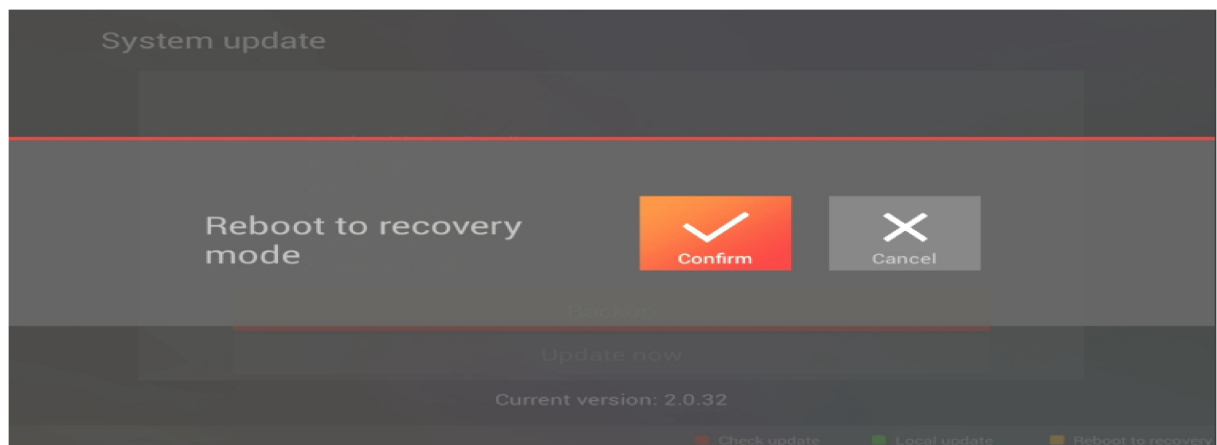 System update
Reboot to recovery
mode
Confirm
Cancel
Backup
Update now
Current version: 2.0.32
Check update
Local update
Reboot to recovery